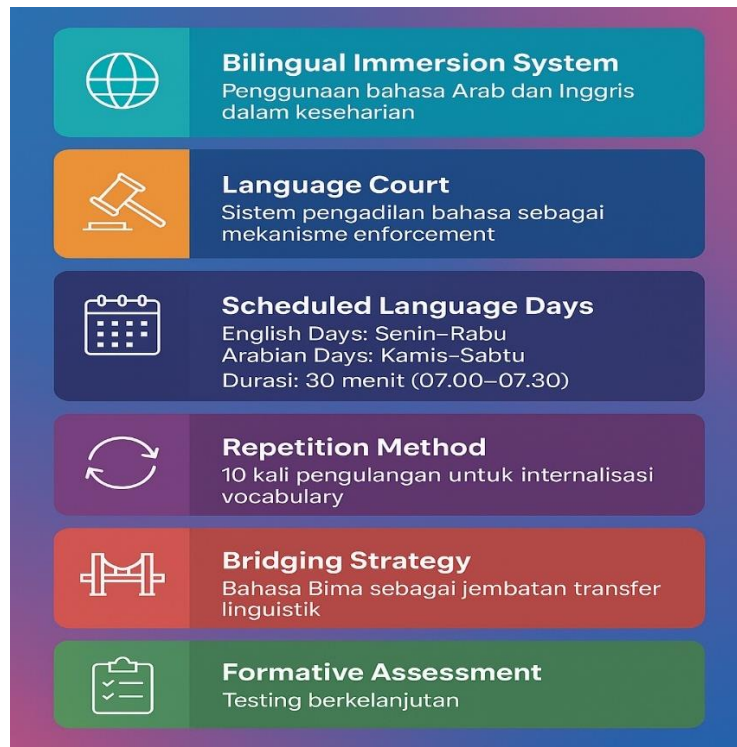 Bilingual Immersion System
Penggunaan bahasa Arab dan Inggris
dalam keseharian
Language Court
Sistem pengadilan bahasa sebagai
mekanisme enforcement
Scheduled Language Days
English Days: Senin–Rabu
Arabian Days: Kamis–Sabtu
Durasi: 30 menit (07.00–07.30)
Repetition Method
10 kali pengulangan untuk internalisasi
vocabulary
Bridging Strategy
Bahasa Bima sebagai jembatan transfer
linguistik
Formative Assessment
Testing berkelanjutan